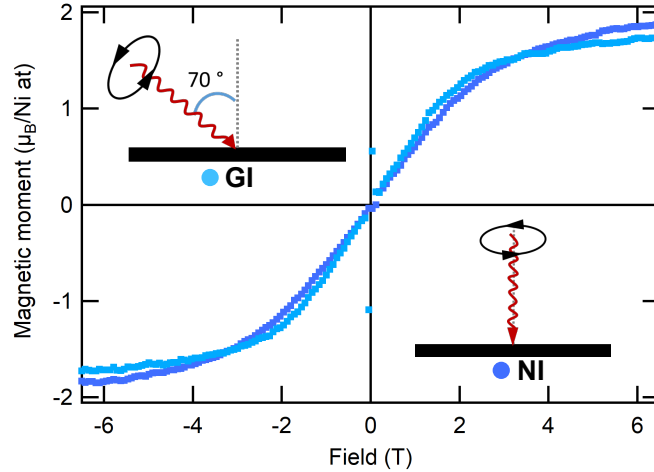 2
1
0
-1
-2
Magnetic moment (μB/Ni at)
70 °
GI
NI
-6 -4 -2 0 2 4 6
Field (T)